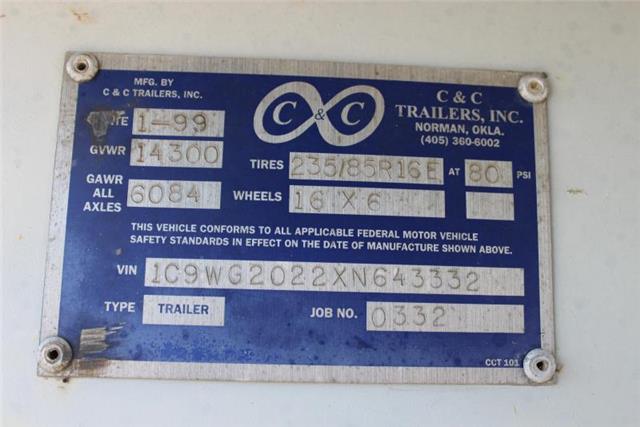 MFG. BY
C & C TRAILERS, INC.
C & C
C & C
TRAILERS, INC.
NORMAN, OKLA.
(405) 360-6002
1-99
GVWR 14300
TIRES 235/85R16E AT 80 PSI
GAWR
ALL
AXLES
6084
WHEELS 16 X 6
THIS VEHICLE CONFORMS TO ALL APPLICABLE FEDERAL MOTOR VEHICLE
SAFETY STANDARDS IN EFFECT ON THE DATE OF MANUFACTURE SHOWN ABOVE.
VIN 1C9WG2022XN643332
TYPE TRAILER
JOB NO. 0332
CCT 101